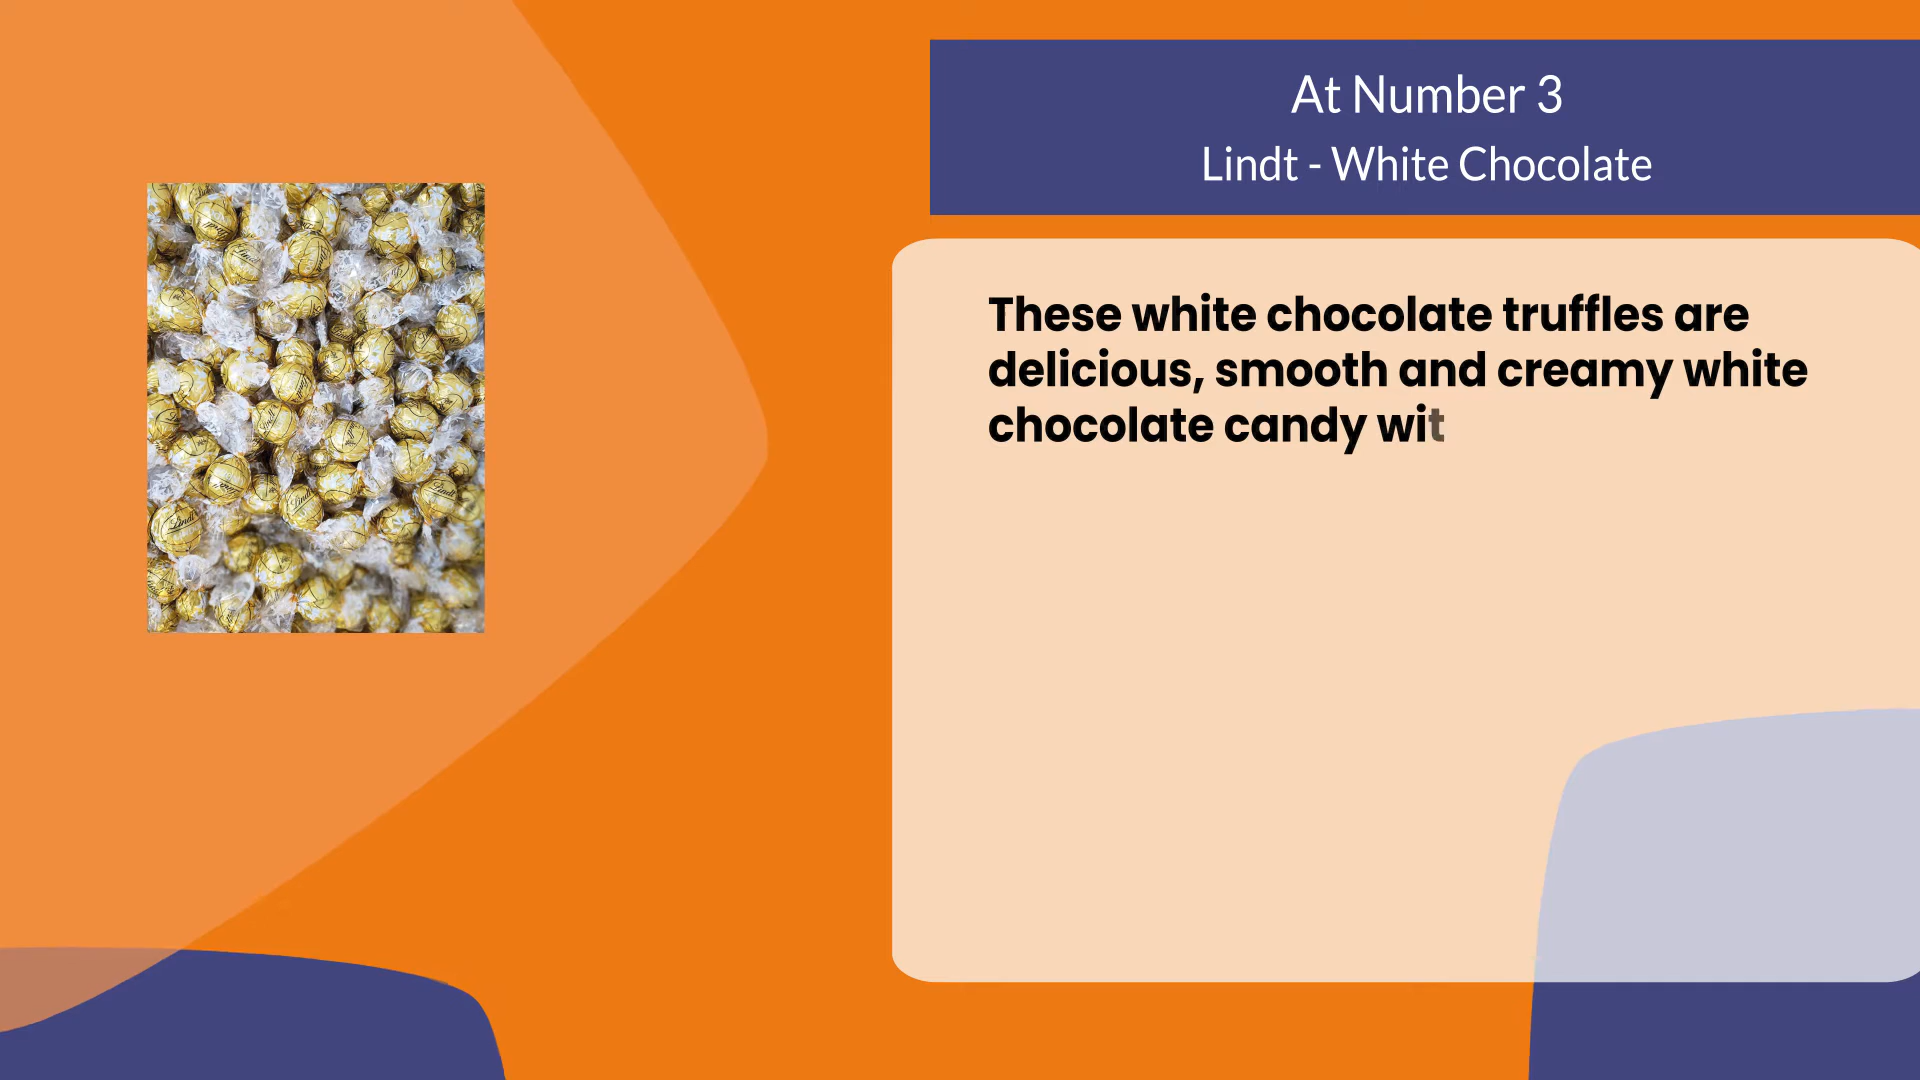 At Number 3
Lindt - White Chocolate
These white chocolate truffles are
delicious, smooth and creamy white
chocolate candy wit